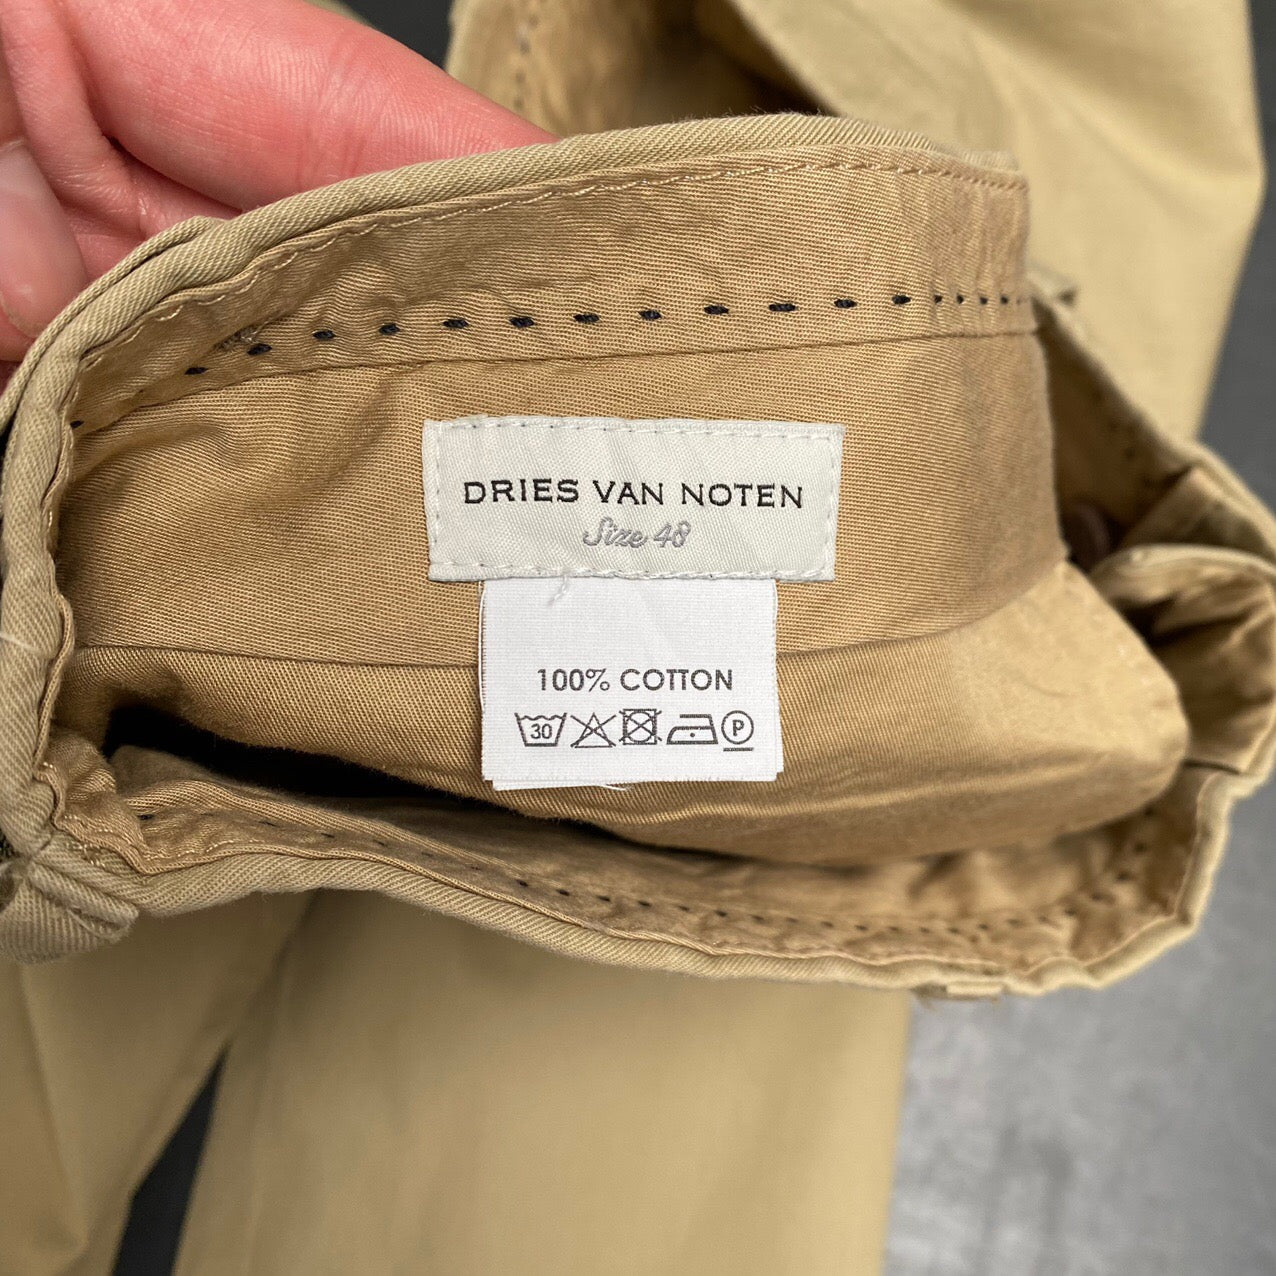 DRIES VAN NOTEN
Size 48
100% COTTON
30 P